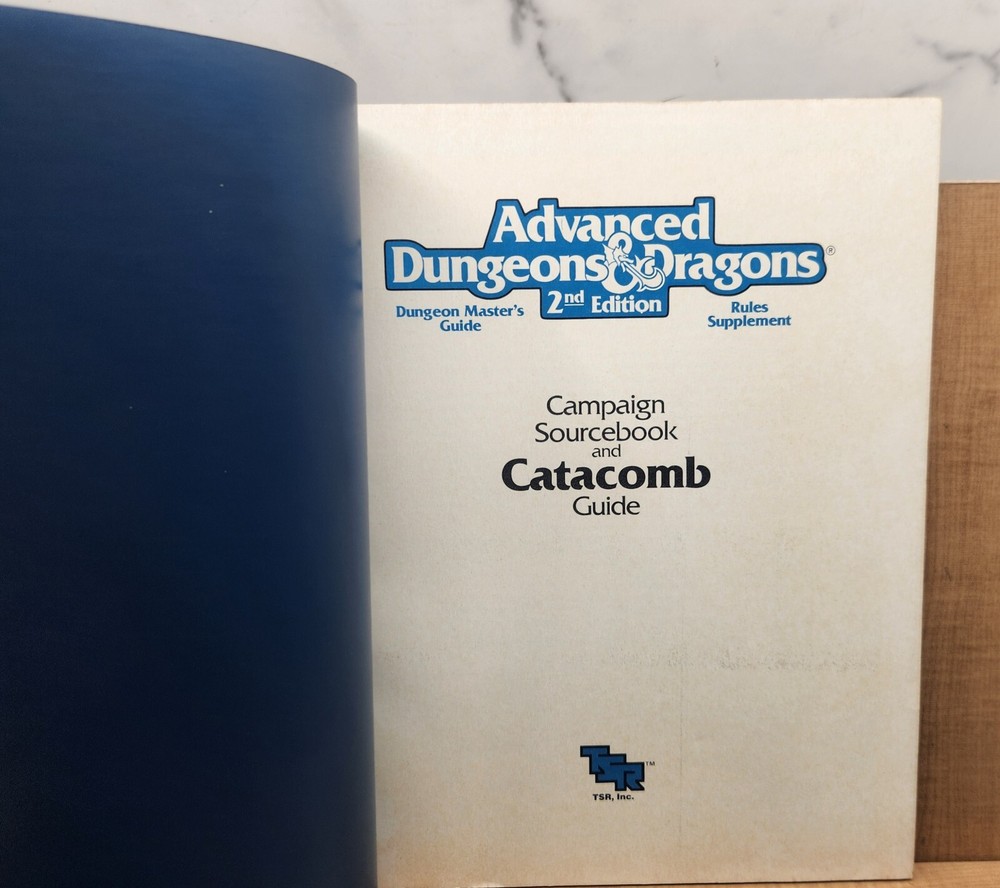 Advanced
Dungeons & Dragons®
2nd Edition
Dungeon Master's
Guide
Rules
Supplement
Campaign
Sourcebook
and
Catacomb
Guide
TSR™
TSR, Inc.